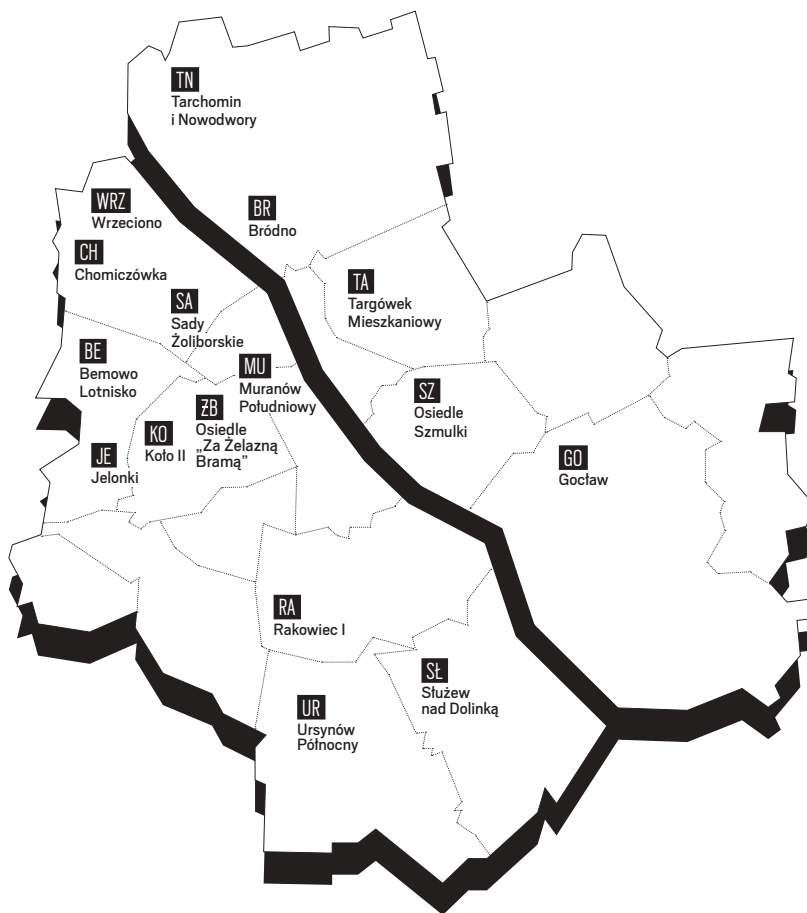 TN
Tarchomin
i Nowodwory
WRZ
Wrzeciono
BR
Bródno
CH
Chomiczówka
TA
Targówek
Mieszkaniowy
SA
Sady
Żoliborskie
BE
Bemowo
Lotnisko
MU
Muranów
Południowy
SZ
Osiedle
Szmulki
ŻB
Osiedle
„Za Żelazną
Bramą”
KO
Koło II
JE
Jelonki
GO
Gocław
RA
Rakowiec I
SŁ
Służew
nad Dolinką
UR
Ursynów
Północny